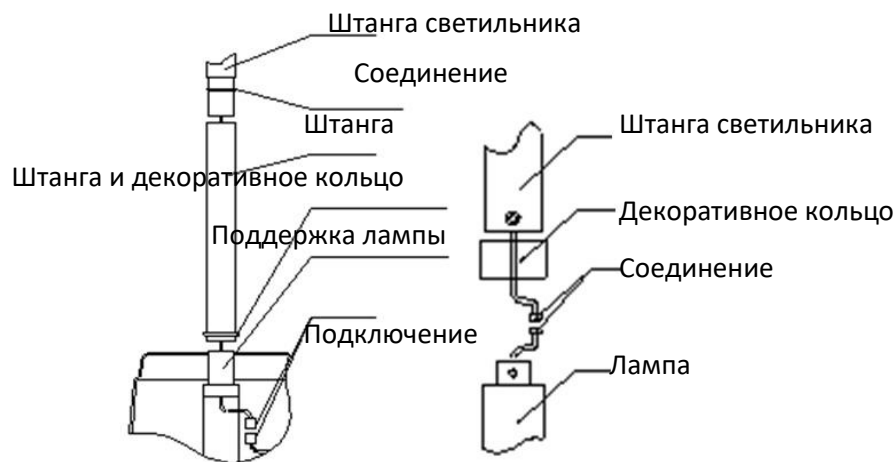 Штанга светильника
Соединение
Штанга
Штанга и декоративное кольцо
Поддержка лампы
Подключение
Штанга светильника
Декоративное кольцо
Соединение
Лампа